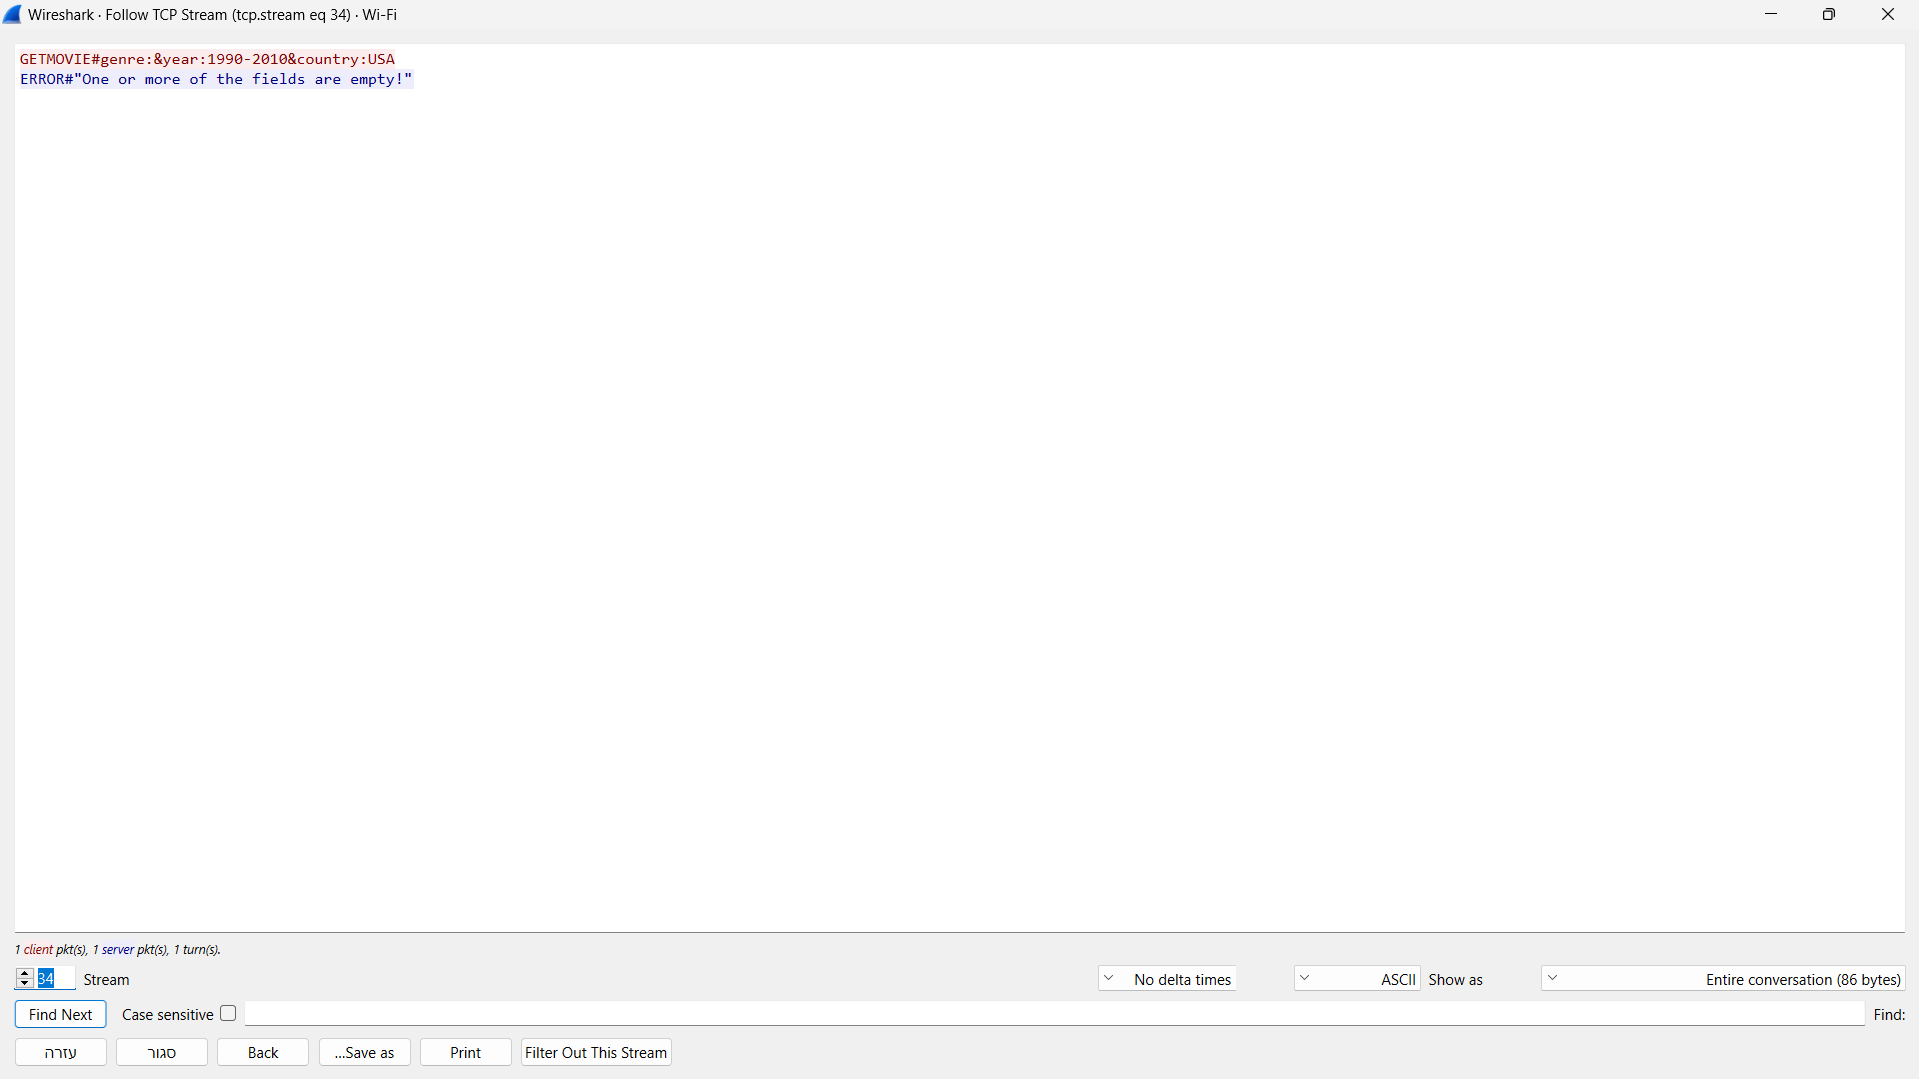 Wireshark · Follow TCP Stream (tcp.stream eq 34) · Wi-Fi
GETMOVIE#genre:&year:1990-2010&country:USA
ERROR#"One or more of the fields are empty!"
1 client pkt(s), 1 server pkt(s), 1 turn(s).
34 Stream No delta times ASCII Show as Entire conversation (86 bytes)
Find Next Case sensitive Find:
עזרה סגור Back ...Save as Print Filter Out This Stream